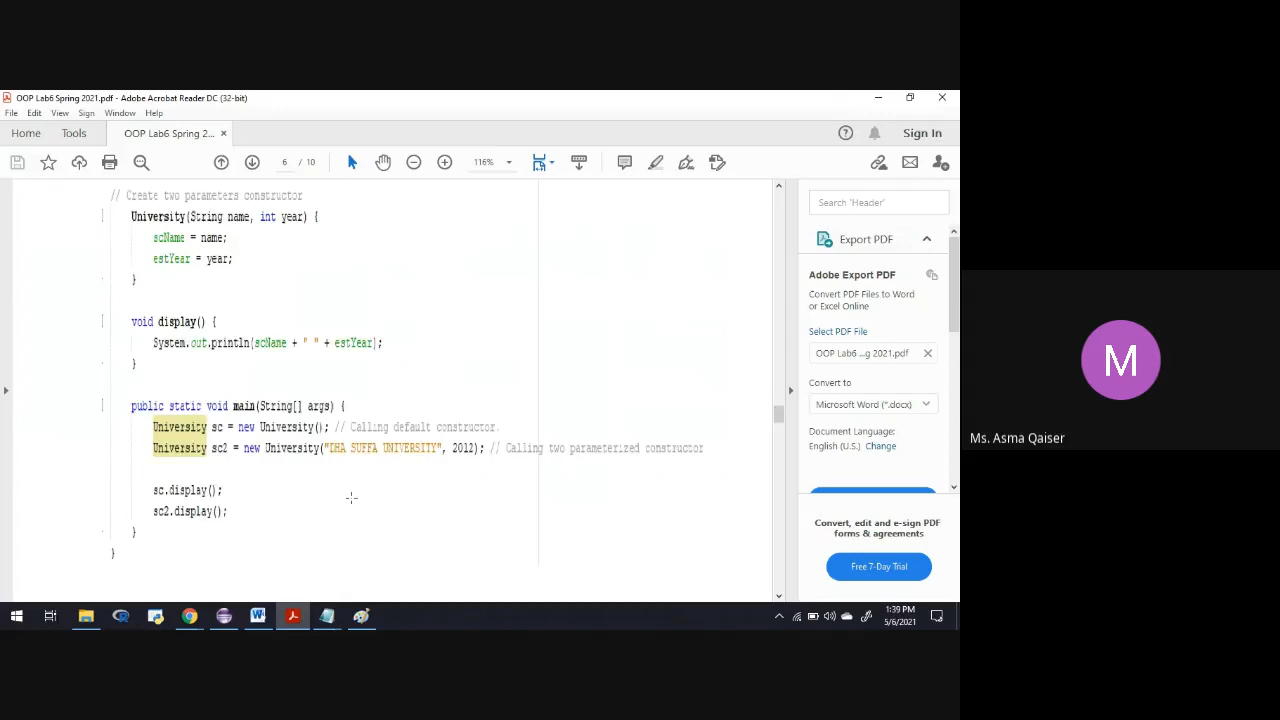 OOP Lab6 Spring 2021.pdf - Adobe Acrobat Reader DC (32-bit)
File Edit View Sign Window Help
Home Tools OOP Lab6 Spring 2... × Sign In
6 / 10 116%
// Create two parameters constructor
University(String name, int year) {
scName = name;
estYear = year;
}
void display() {
System.out.println(scName + " " + estYear);
}
public static void main(String[] args) {
University sc = new University(); // Calling default constructor.
University sc2 = new University("DHA SUFFA UNIVERSITY", 2012); // Calling two parameterized constructor
sc.display();
sc2.display();
}
}
Search 'Header'
Export PDF
Adobe Export PDF
Convert PDF Files to Word
or Excel Online
Select PDF File
OOP Lab6 ...g 2021.pdf ×
Convert to
Microsoft Word (*.docx)
Document Language:
English (U.S.) Change
Convert, edit and e-sign PDF
forms & agreements
Free 7-Day Trial
1:39 PM
5/6/2021
M
Ms. Asma Qaiser